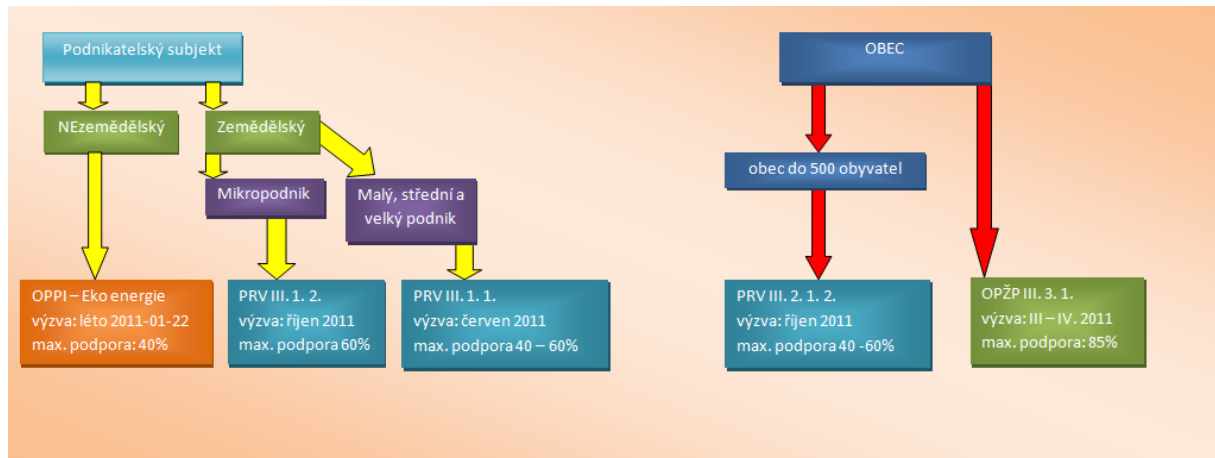 Podnikatelský subjekt
OBEC
NEzemědělský
Zemědělský
obec do 500 obyvatel
Mikropodnik
Malý, střední a
velký podnik
OPPI – Eko energie
výzva: léto 2011-01-22
max. podpora: 40%
PRV III. 1. 2.
výzva: říjen 2011
max. podpora 60%
PRV III. 1. 1.
výzva: červen 2011
max. podpora 40 – 60%
PRV III. 2. 1. 2.
výzva: říjen 2011
max. podpora 40 -60%
OPŽP III. 3. 1.
výzva: III – IV. 2011
max. podpora: 85%